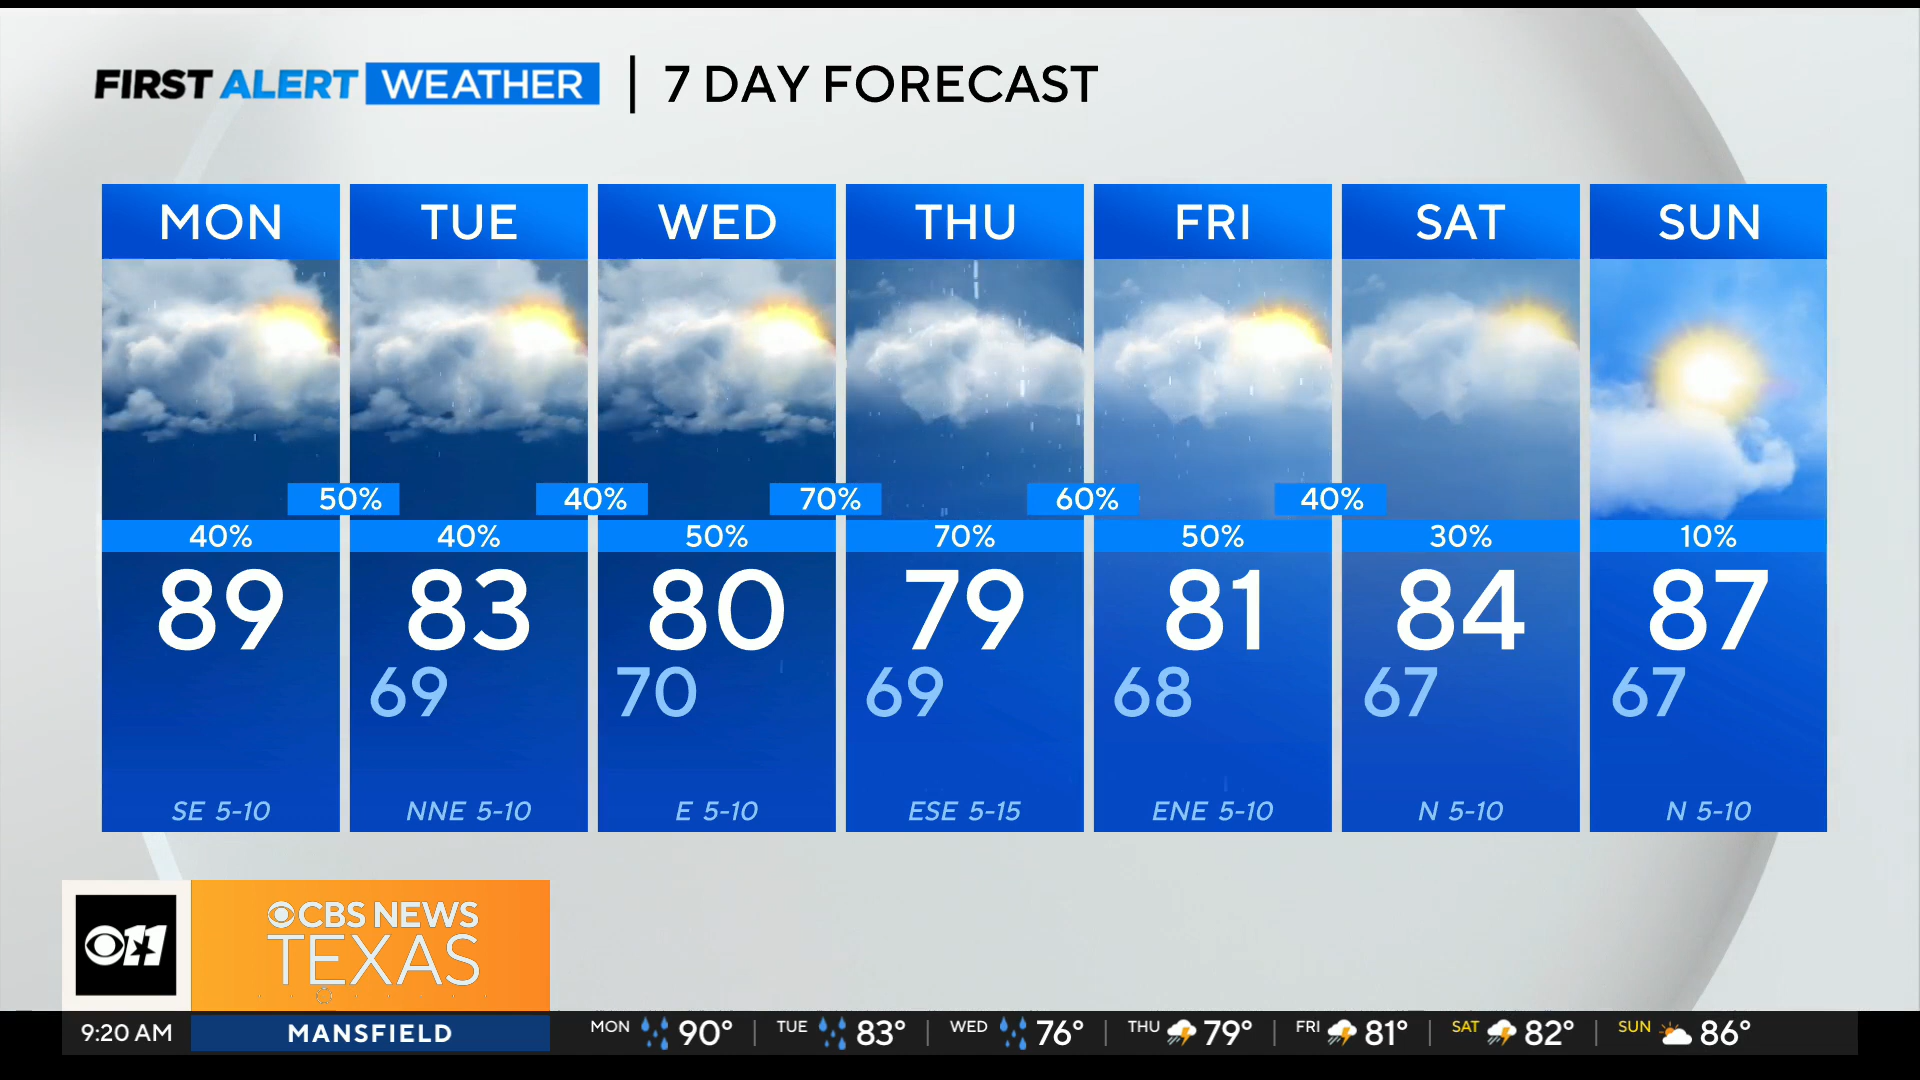 FIRST ALERT WEATHER | 7 DAY FORECAST
MON TUE WED THU FRI SAT SUN
50% 40% 70% 60% 40%
40% 40% 50% 70% 50% 30% 10%
89 83 80 79 81 84 87
69 70 69 68 67 67
SE 5-10 NNE 5-10 E 5-10 ESE 5-15 ENE 5-10 N 5-10 N 5-10
11
CBS NEWS
TEXAS
9:20 AM MANSFIELD MON 90° TUE 83° WED 76° THU 79° FRI 81° SAT 82° SUN 86°